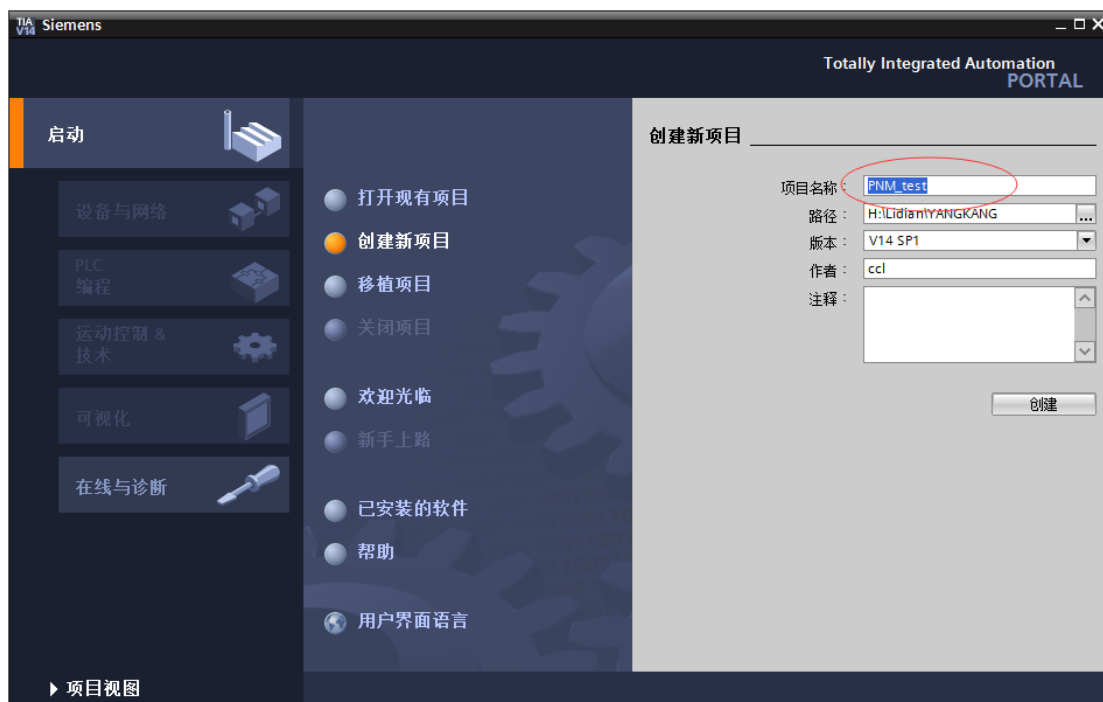 TIA
V14 Siemens
Totally Integrated Automation
PORTAL
启动
设备与网络
PLC
编程
运动控制 &
技术
可视化
在线与诊断
项目视图
打开现有项目
创建新项目
移植项目
关闭项目
欢迎光临
新手上路
已安装的软件
帮助
用户界面语言
创建新项目
项目名称： PNM_test
路径： H:\Lidian\YANGKANG ...
版本： V14 SP1
作者： ccl
注释：
创建